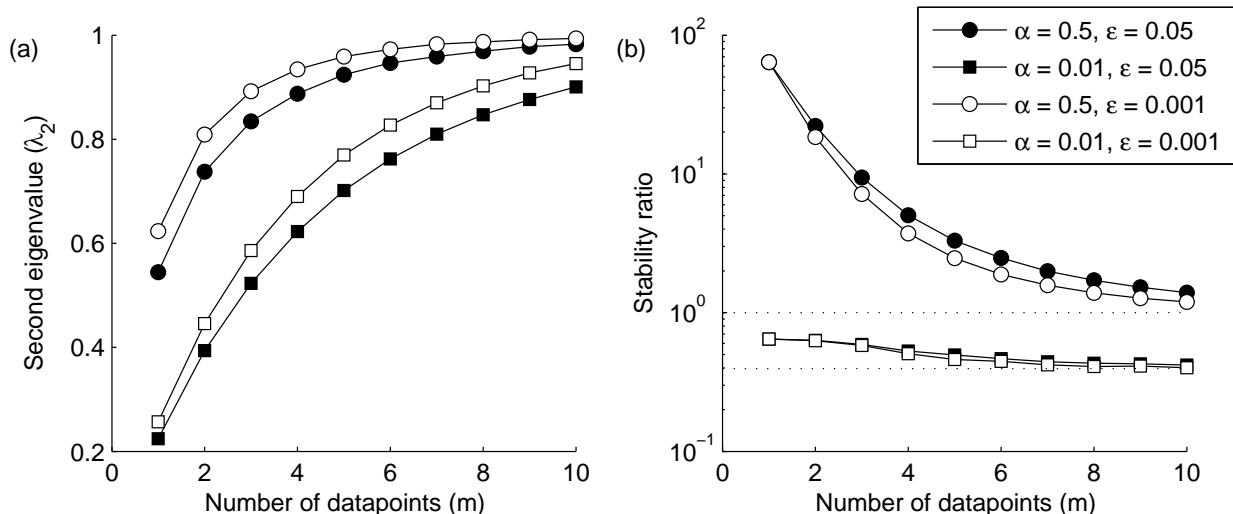 (a)
1
0.8
0.6
0.4
0.2
Second eigenvalue (λ2)
0 2 4 6 8 10
Number of datapoints (m)
(b)
10^2
10^1
10^0
10^-1
Stability ratio
0 2 4 6 8 10
Number of datapoints (m)
α = 0.5, ε = 0.05
α = 0.01, ε = 0.05
α = 0.5, ε = 0.001
α = 0.01, ε = 0.001